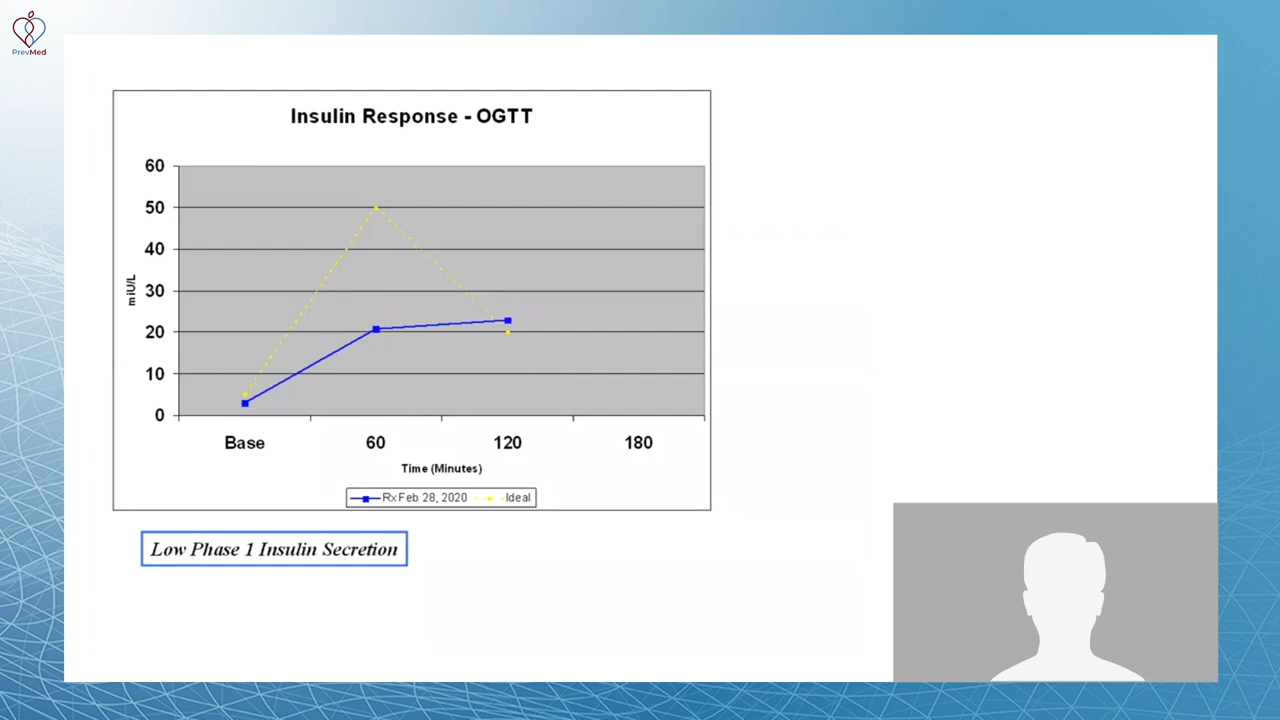 PrevMed
Insulin Response - OGTT
60
50
40
30
20
10
0
miU/L
Base 60 120 180
Time (Minutes)
Rx Feb 28, 2020 Ideal
Low Phase 1 Insulin Secretion